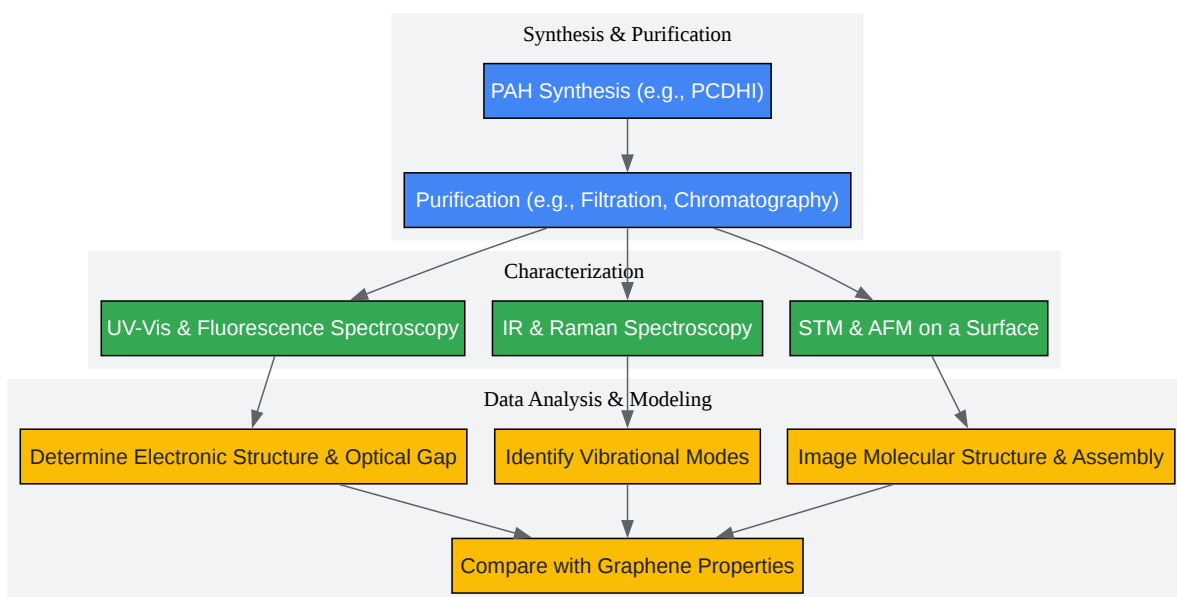 Synthesis & Purification
PAH Synthesis (e.g., PCDHI)
Purification (e.g., Filtration, Chromatography)
Characterization
UV-Vis & Fluorescence Spectroscopy
IR & Raman Spectroscopy
STM & AFM on a Surface
Data Analysis & Modeling
Determine Electronic Structure & Optical Gap
Identify Vibrational Modes
Image Molecular Structure & Assembly
Compare with Graphene Properties